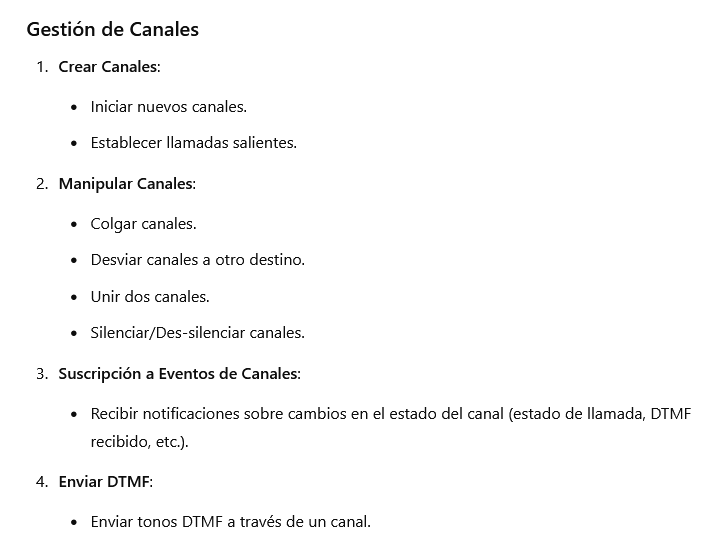 Gestión de Canales
1. Crear Canales:
• Iniciar nuevos canales.
• Establecer llamadas salientes.
2. Manipular Canales:
• Colgar canales.
• Desviar canales a otro destino.
• Unir dos canales.
• Silenciar/Des-silenciar canales.
3. Suscripción a Eventos de Canales:
• Recibir notificaciones sobre cambios en el estado del canal (estado de llamada, DTMF
recibido, etc.).
4. Enviar DTMF:
• Enviar tonos DTMF a través de un canal.